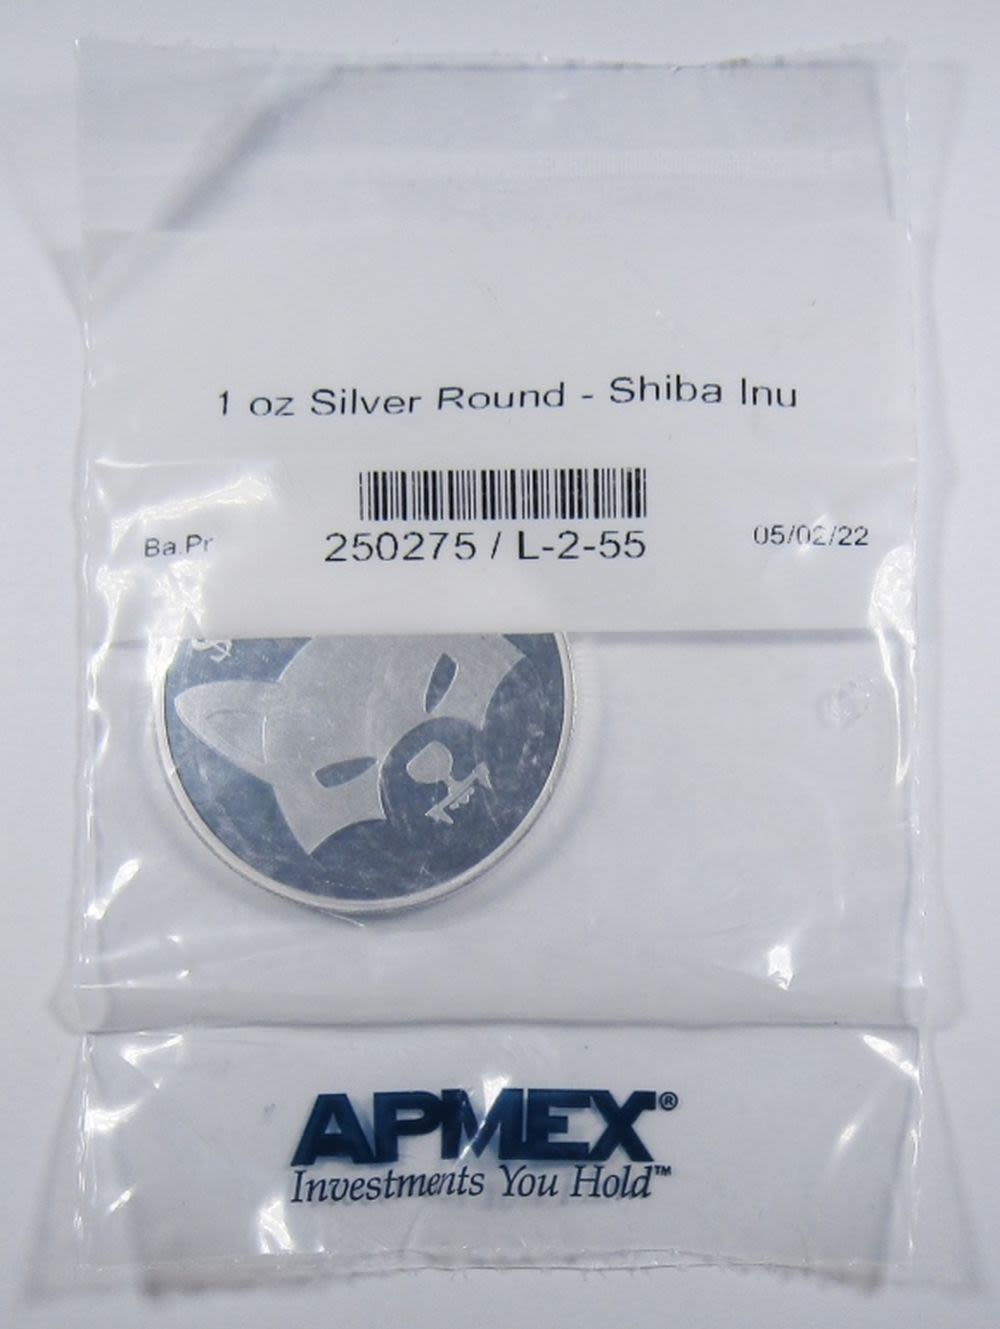 1 oz Silver Round - Shiba Inu
Ba.Pr
250275 / L-2-55
05/02/22
$
APMEX®
Investments You Hold™